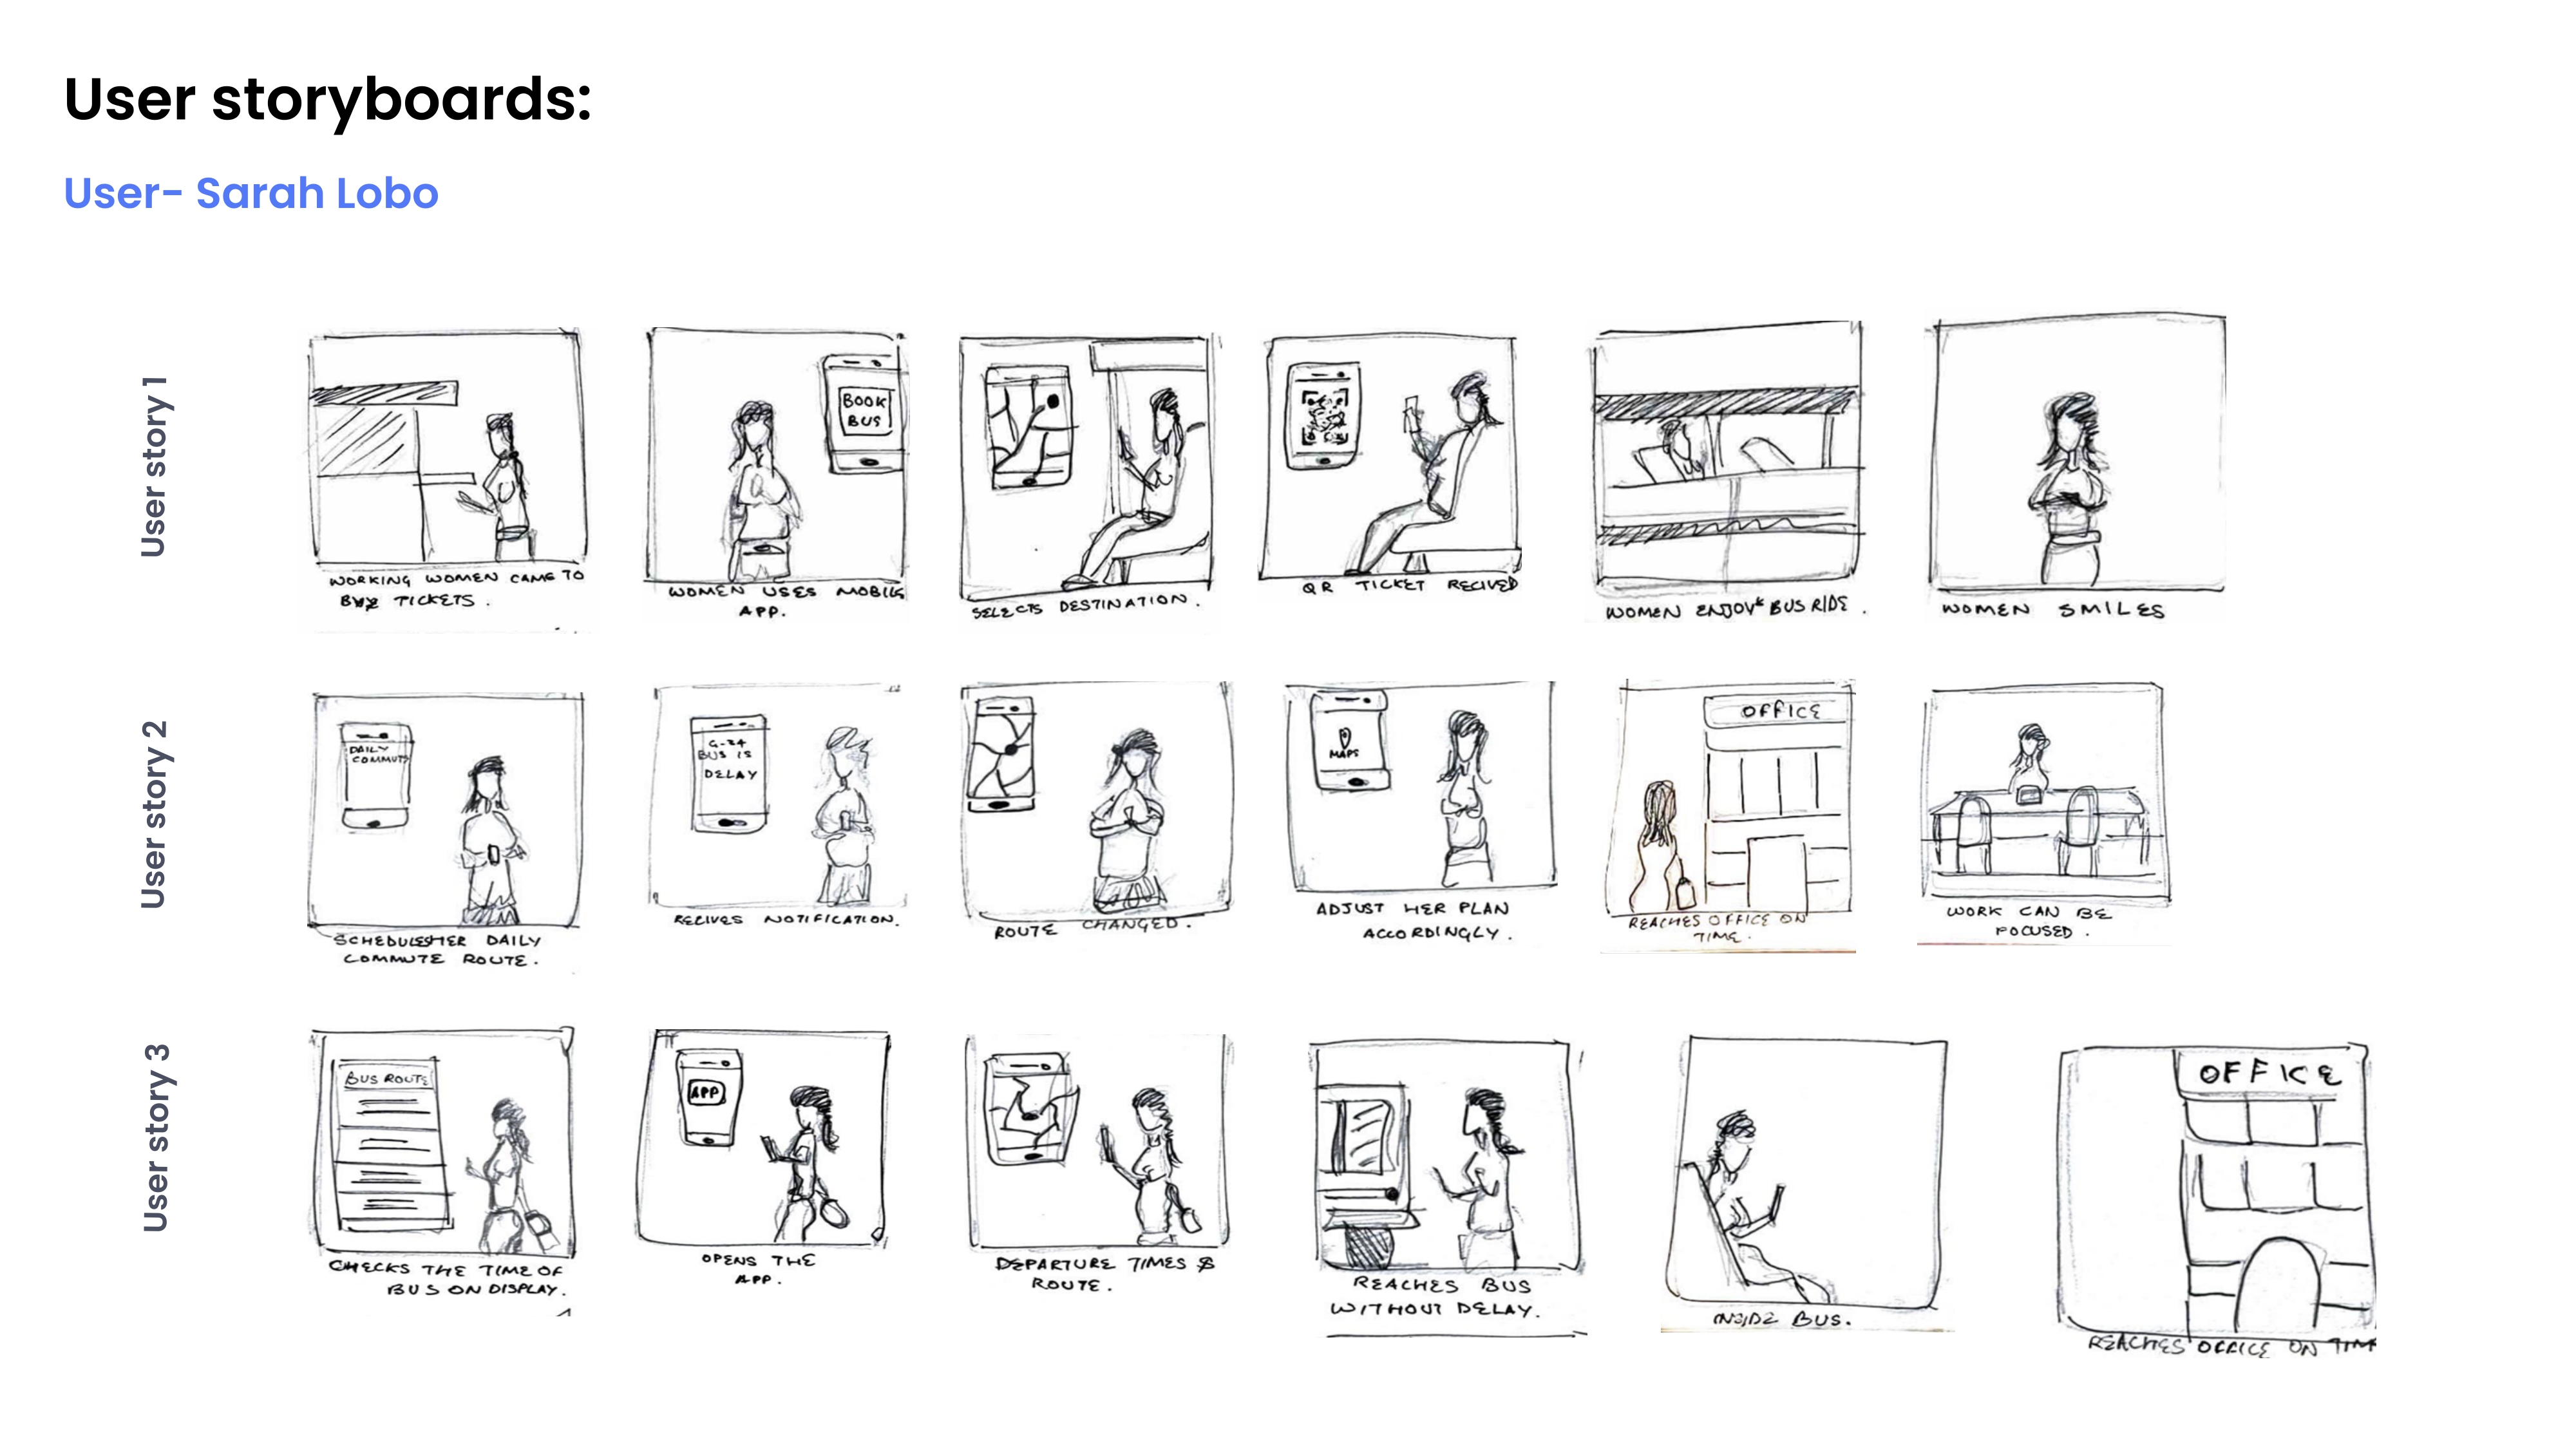 User storyboards:
User- Sarah Lobo
User story 1
WORKING WOMEN CAME TO
BUY TICKETS.
BOOK
BUS
WOMEN USES MOBILE
APP.
SELECTS DESTINATION.
QR TICKET RECIVED
WOMEN ENJOY BUS RIDE.
WOMEN SMILES
User story 2
DAILY
COMMUTE
SCHEDULES HER DAILY
COMMUTE ROUTE.
G-24
BUS IS
DELAY
RECIVES NOTIFICATION.
ROUTE CHANGED.
MAPS
ADJUST HER PLAN
ACCORDINGLY.
OFFICE
REACHES OFFICE ON
TIME.
WORK CAN BE
FOCUSED.
User story 3
BUS ROUTE
CHECKS THE TIME OF
BUS ON DISPLAY.
APP
OPENS THE
APP.
DEPARTURE TIMES &
ROUTE.
REACHES BUS
WITHOUT DELAY.
INSIDE BUS.
OFFICE
REACHES OFFICE ON TIM